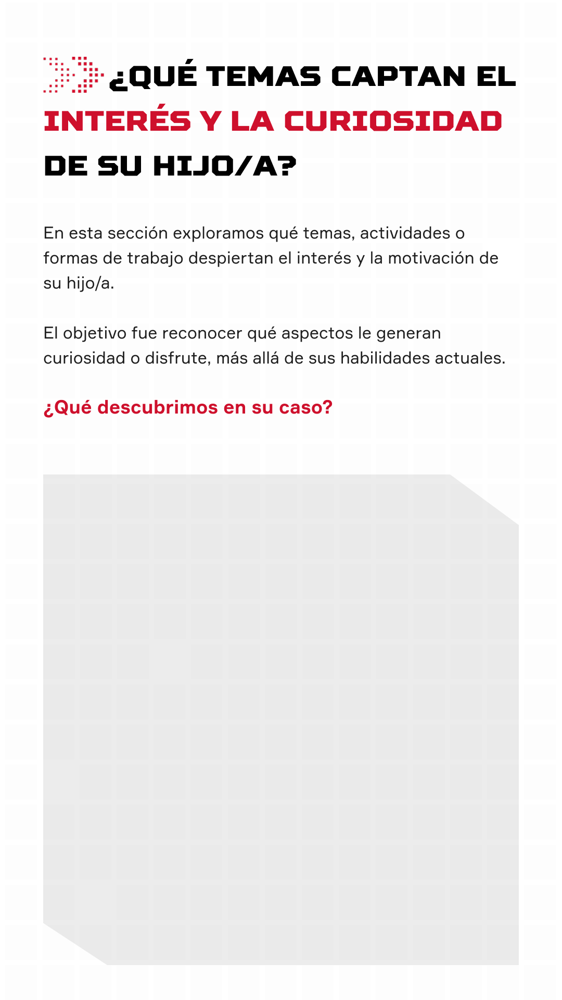 ¿QUÉ TEMAS CAPTAN EL
INTERÉS Y LA CURIOSIDAD
DE SU HIJO/A?
En esta sección exploramos qué temas, actividades o
formas de trabajo despiertan el interés y la motivación de
su hijo/a.
El objetivo fue reconocer qué aspectos le generan
curiosidad o disfrute, más allá de sus habilidades actuales.
¿Qué descubrimos en su caso?